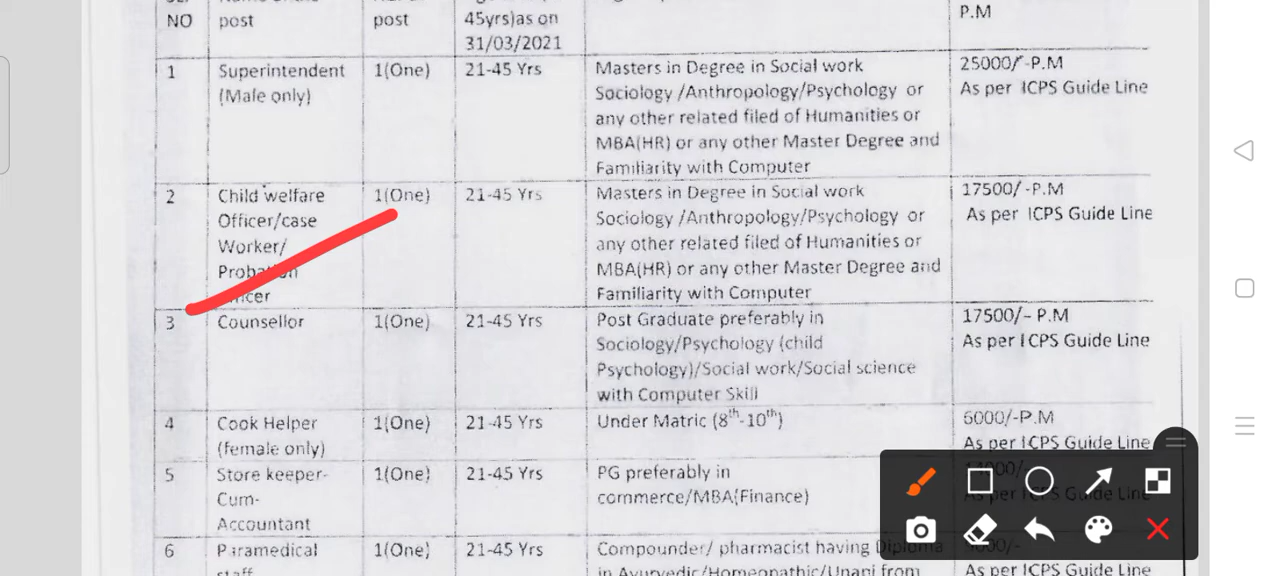 NO
post
post
45yrs)as on
31/03/2021
P.M
1
Superintendent
(Male only)
1(One)
21-45 Yrs
Masters in Degree in Social work
Sociology /Anthropology/Psychology or
any other related filed of Humanities or
MBA(HR) or any other Master Degree and
Familiarity with Computer
25000/-P.M
As per ICPS Guide Line
2
Child welfare
Officer/case
Worker/
Probation
1(One)
21-45 Yrs
Masters in Degree in Social work
Sociology /Anthropology/Psychology or
any other related filed of Humanities or
MBA(HR) or any other Master Degree and
Familiarity with Computer
17500/-P.M
As per ICPS Guide Line
3
Counsellor
1(One)
21-45 Yrs
Post Graduate preferably in
Sociology/Psychology (child
Psychology)/Social work/Social science
with Computer Skill
17500/- P.M
As per ICPS Guide Line
4
Cook Helper
(female only)
1(One)
21-45 Yrs
Under Matric (8th-10th)
6000/-P.M
As per ICPS Guide Line
5
Store keeper-
Cum-
Accountant
1(One)
21-45 Yrs
PG preferably in
commerce/MBA(Finance)
As per ICPS Guide Line
6
Paramedical
staff
1(One)
21-45 Yrs
Compounder/ pharmacist having Diploma
in Ayurvedic/Homeopathic/Unani from
As per ICPS Guide Line